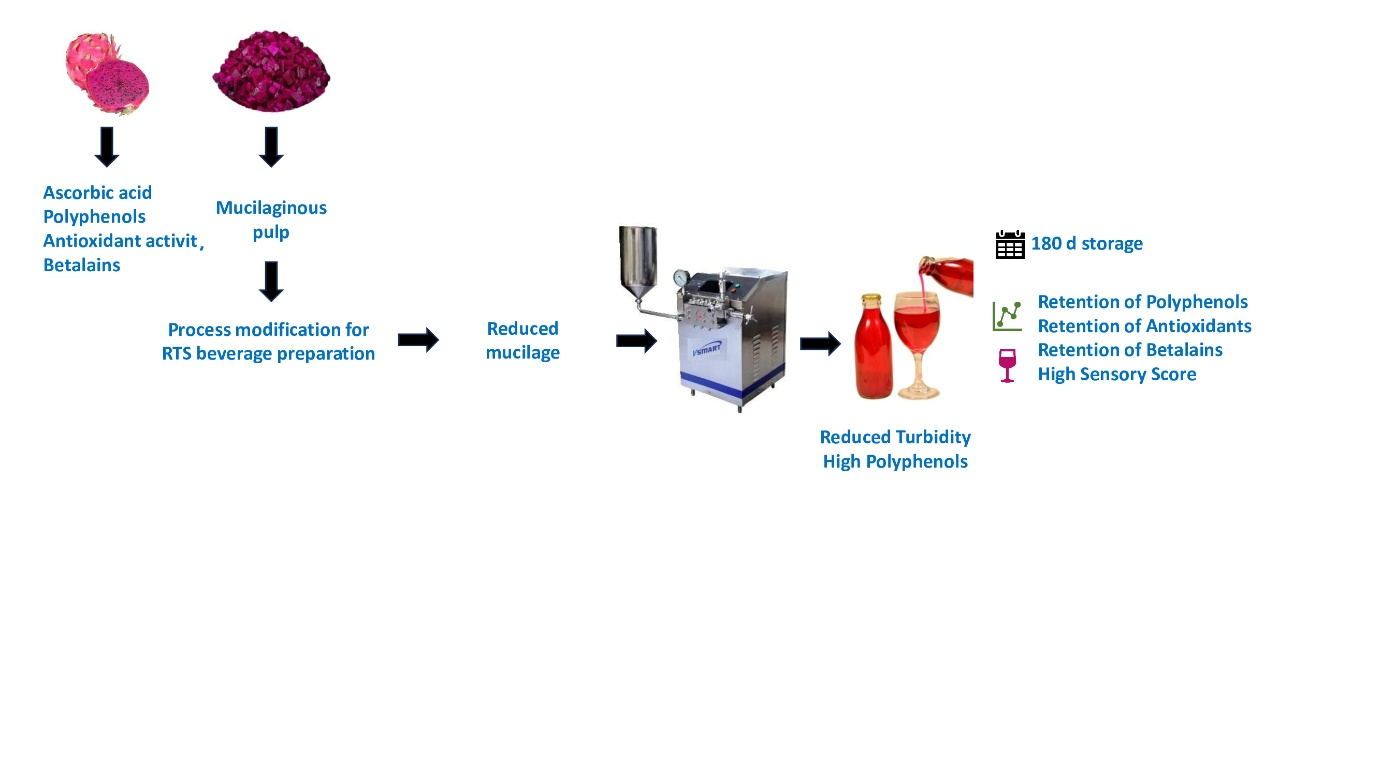 Ascorbic acid
Polyphenols
Antioxidant activit,
Betalains
Mucilaginous
pulp
Process modification for
RTS beverage preparation
Reduced
mucilage
VSMART
Reduced Turbidity
High Polyphenols
180 d storage
Retention of Polyphenols
Retention of Antioxidants
Retention of Betalains
High Sensory Score